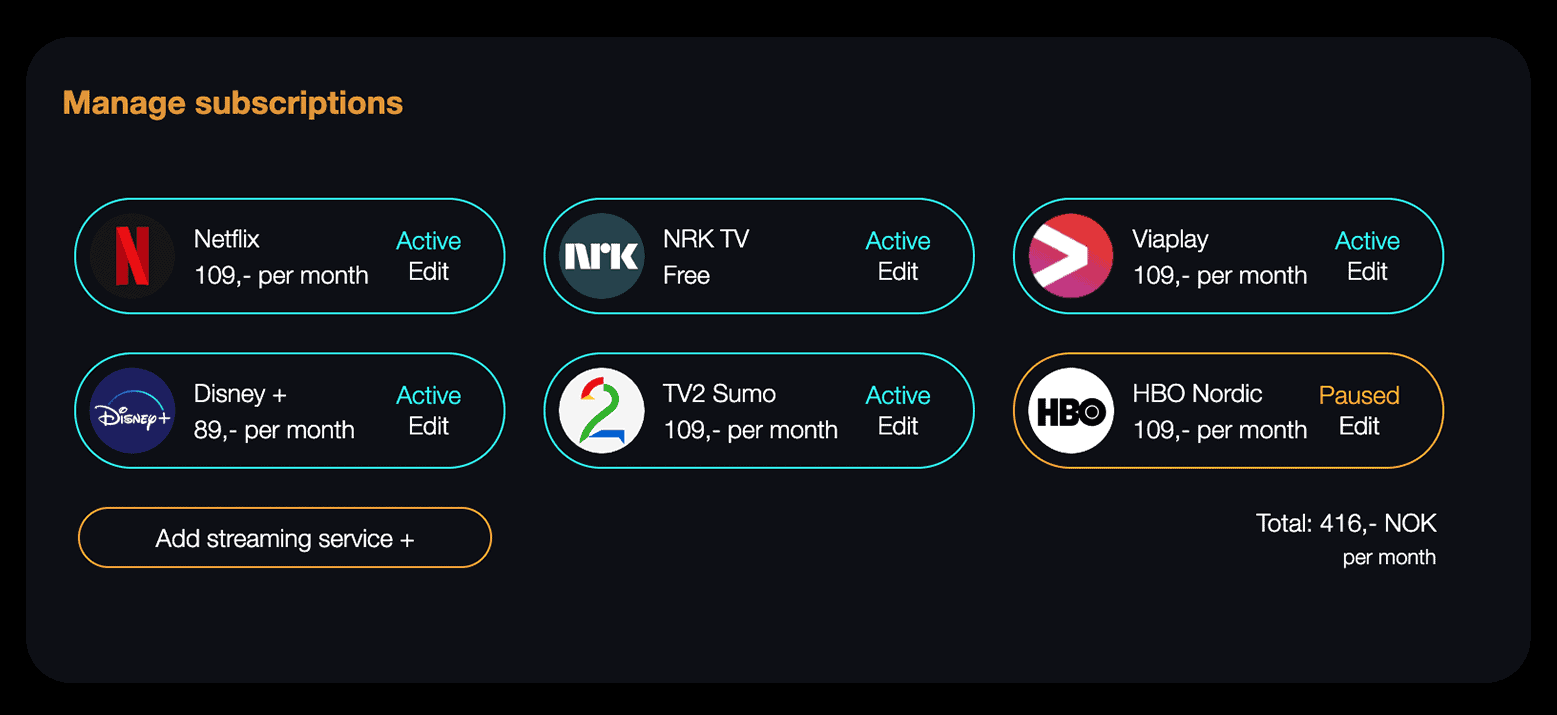 Manage subscriptions
Netflix
109,- per month
Active
Edit
nrk
NRK TV
Free
Active
Edit
Viaplay
109,- per month
Active
Edit
Disney+
Disney +
89,- per month
Active
Edit
2
TV2 Sumo
109,- per month
Active
Edit
HBO
HBO Nordic
109,- per month
Paused
Edit
Add streaming service +
Total: 416,- NOK
per month